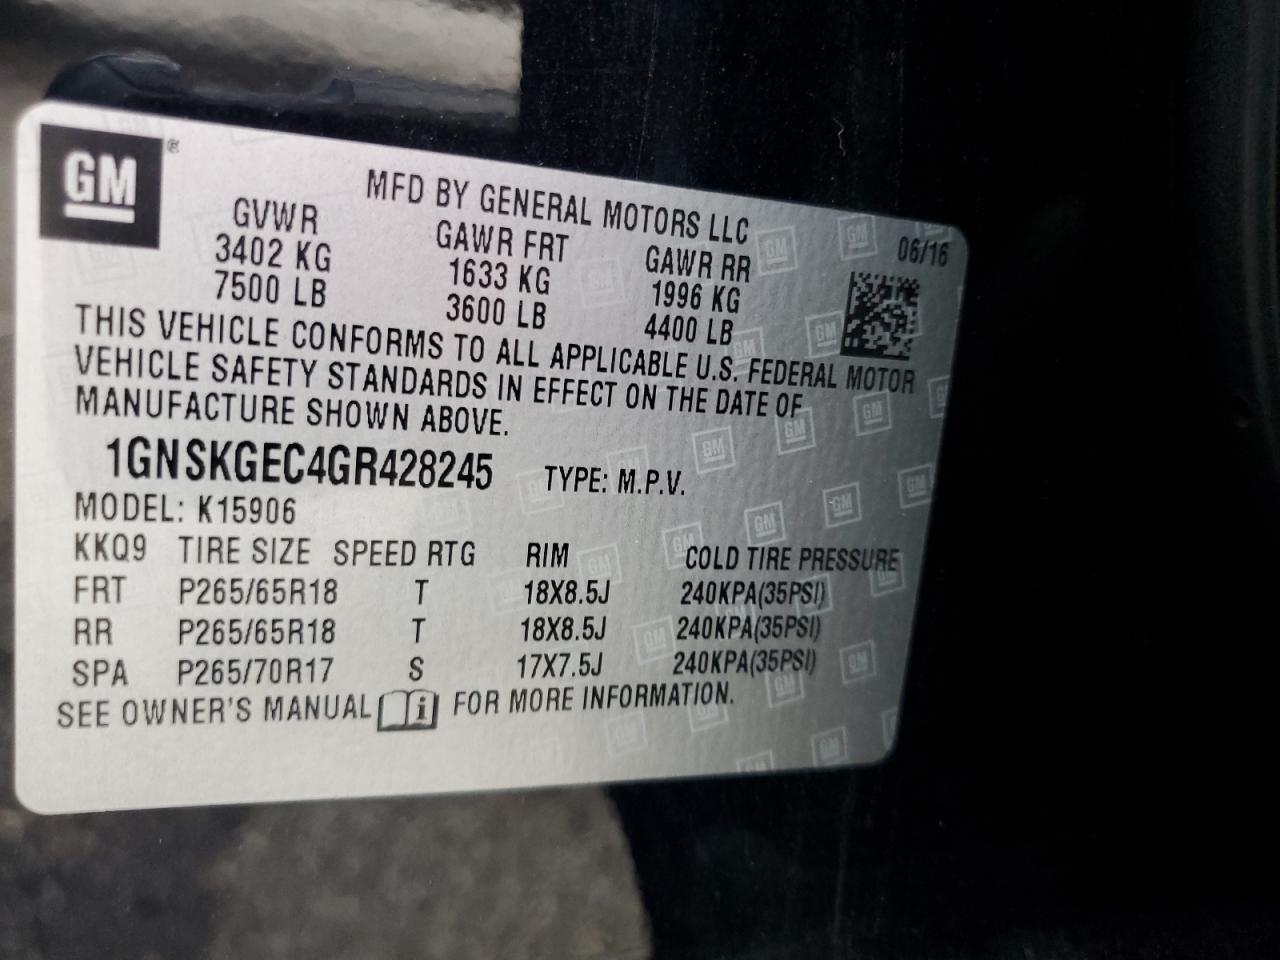 GM ®
MFD BY GENERAL MOTORS LLC
06/16
GVWR GAWR FRT GAWR RR
3402 KG 1633 KG 1996 KG
7500 LB 3600 LB 4400 LB
THIS VEHICLE CONFORMS TO ALL APPLICABLE U.S. FEDERAL MOTOR
VEHICLE SAFETY STANDARDS IN EFFECT ON THE DATE OF
MANUFACTURE SHOWN ABOVE.
1GNSKGEC4GR428245 TYPE: M.P.V.
MODEL: K15906
KKQ9 TIRE SIZE SPEED RTG RIM COLD TIRE PRESSURE
FRT P265/65R18 T 18X8.5J 240KPA(35PSI)
RR P265/65R18 T 18X8.5J 240KPA(35PSI)
SPA P265/70R17 S 17X7.5J 240KPA(35PSI)
SEE OWNER'S MANUAL i FOR MORE INFORMATION.